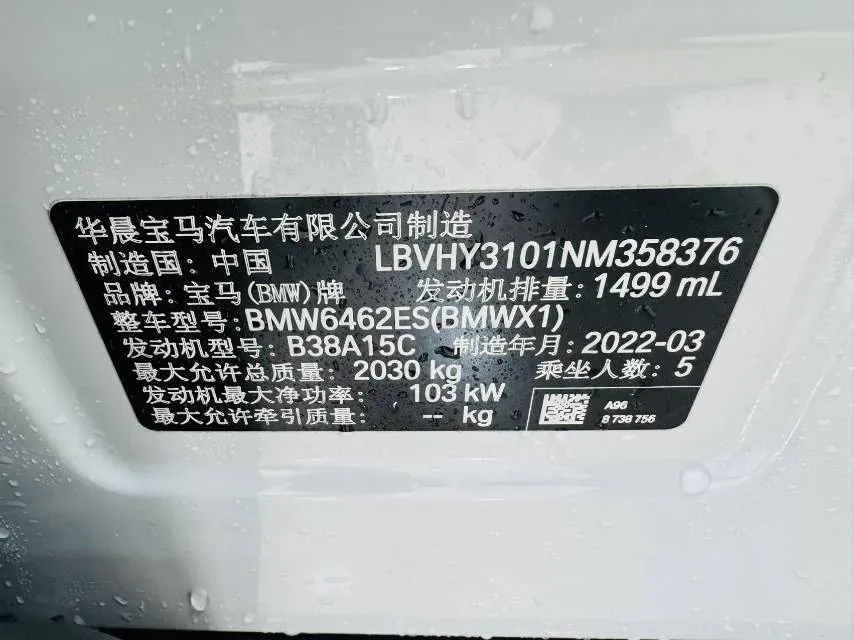 华晨宝马汽车有限公司制造
制造国: 中国 LBVHY3101NM358376
品牌: 宝马(BMW)牌 发动机排量: 1499 mL
整车型号: BMW6462ES(BMWX1)
发动机型号: B38A15C 制造年月: 2022-03
最大允许总质量: 2030 kg 乘坐人数: 5
发动机最大净功率: 103 kW
最大允许牵引质量: -- kg
A96
8 738 756